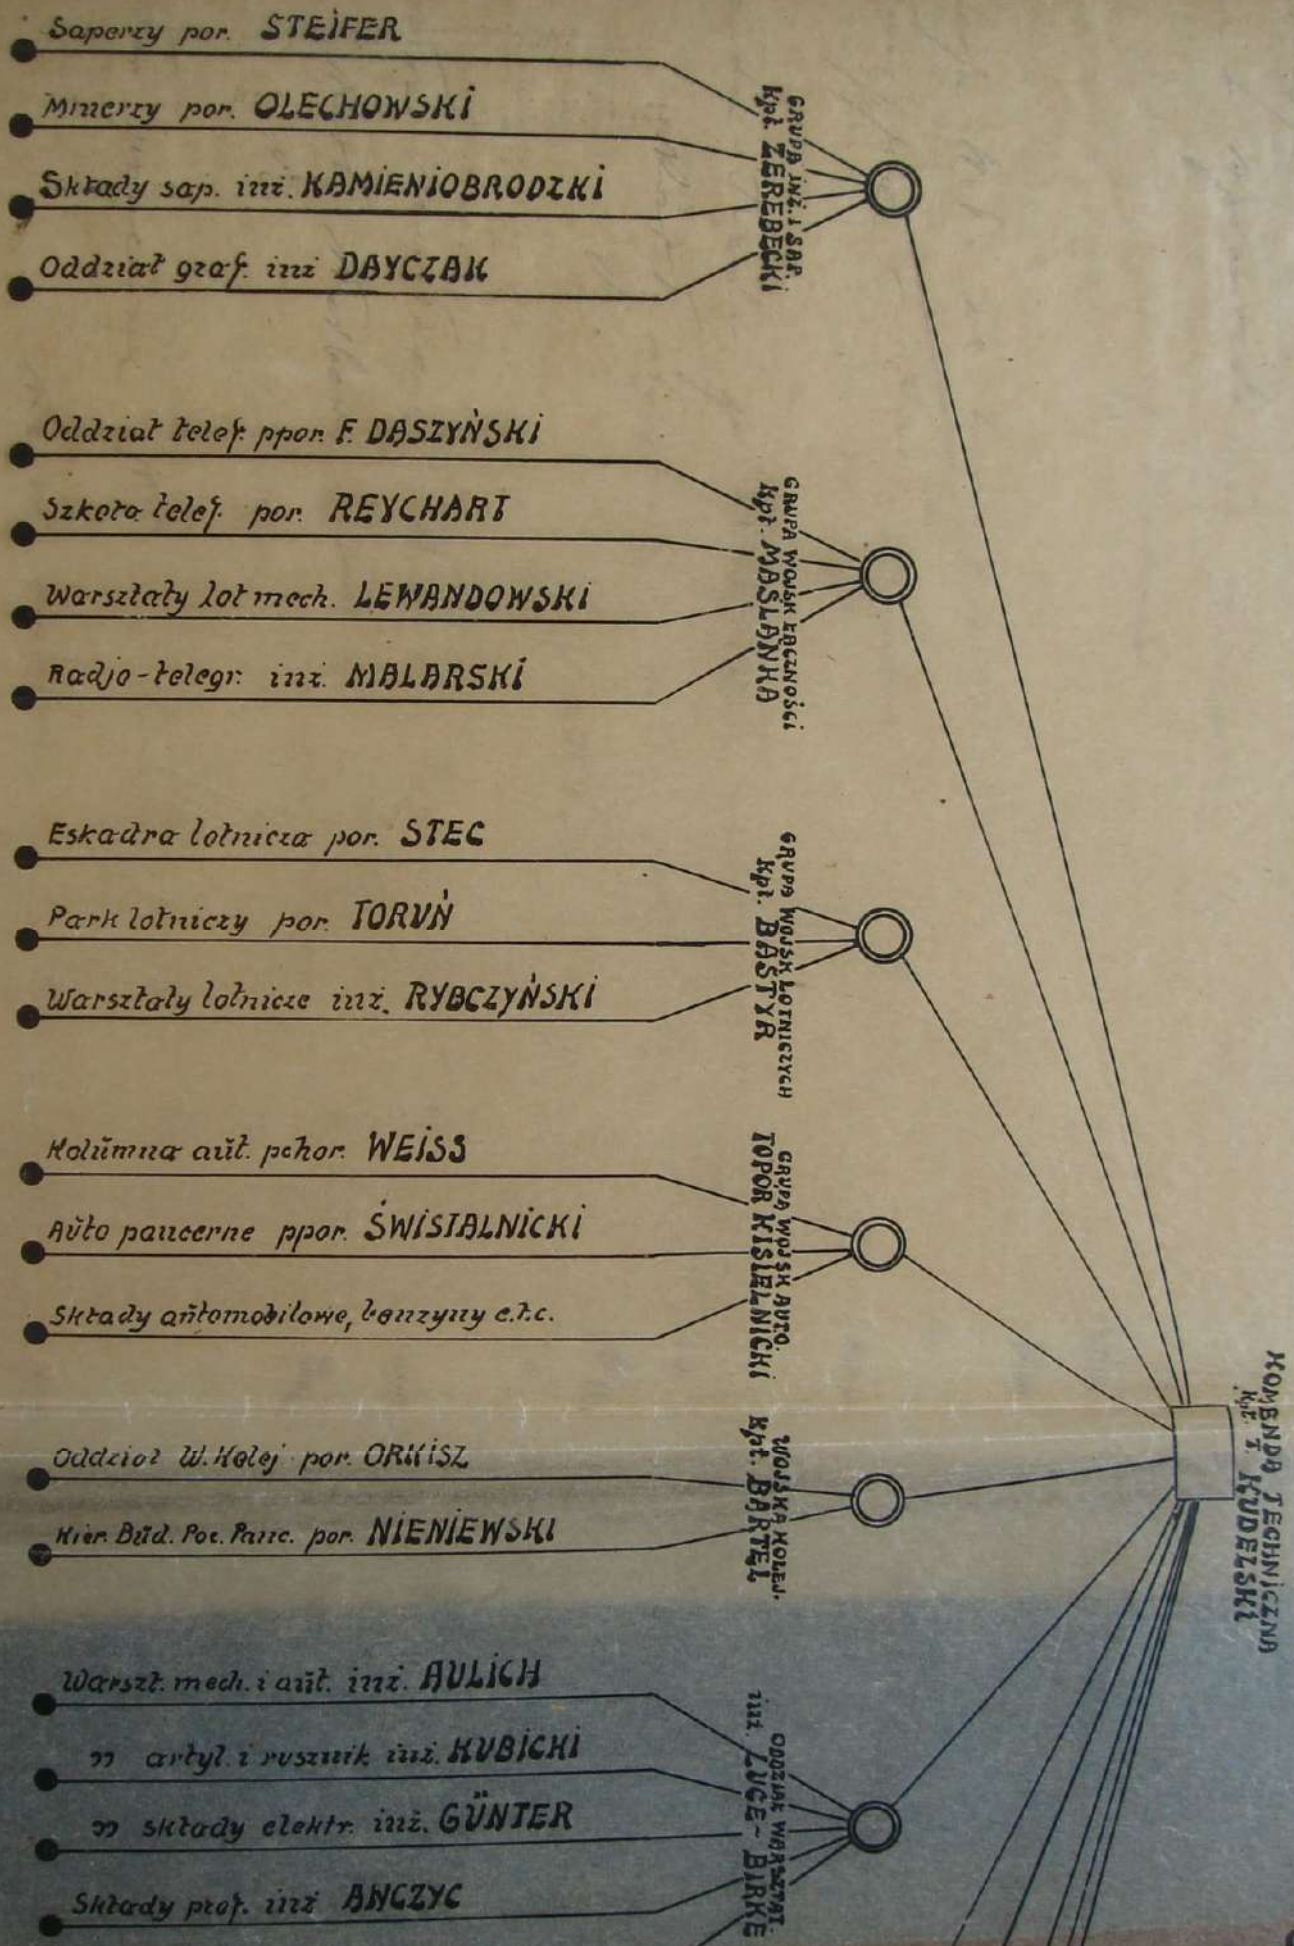 Saperzy por. STEIFER
Minerzy por. OLECHOWSKI
Składy sap. inż. KAMIENIOBRODZKI
Oddział graf. inż DAYCZAK
GRUPA INŻ. I SAP.
Kpt. ŻEREBECKI
Oddział telef. ppor. F. DASZYŃSKI
Szkoła telef. por. REYCHART
Warsztaty lot mech. LEWANDOWSKI
Radjo-telegr. inż. MALARSKI
GRUPA WOJSK ŁĄCZNOŚCI
Kpt. MAŚLANKA
Eskadra lotnicza por. STEC
Park lotniczy por. TORUŃ
Warsztaty lotnicze inż. RYBCZYŃSKI
GRUPA WOJSK LOTNICZYCH
Kpt. BASTYR
Kolumna aut. pchor. WEISS
Auto pancerne ppor. ŚWISTALNICKI
Składy automobilowe, benzyny e.t.c.
GRUPA WOJSK AUTO.
TOPOR KISIELNICKI
Oddział W. Kolej por. ORKISZ
Kier. Bud. Poc. Panc. por. NIENIEWSKI
WOJSKA KOLEJ.
Kpt. BARTEL
KOMENDA TECHNICZNA
Kpt. T. KUDELSKI
Warszt. mech. i aut. inż. AULICH
" artyl. i rusznik inż. KUBICKI
" składy elektr. inż. GÜNTER
Składy prof. inż ANCZYC
ODDZIAŁ WARSZTAT.
inż. LUGE-BIRKE